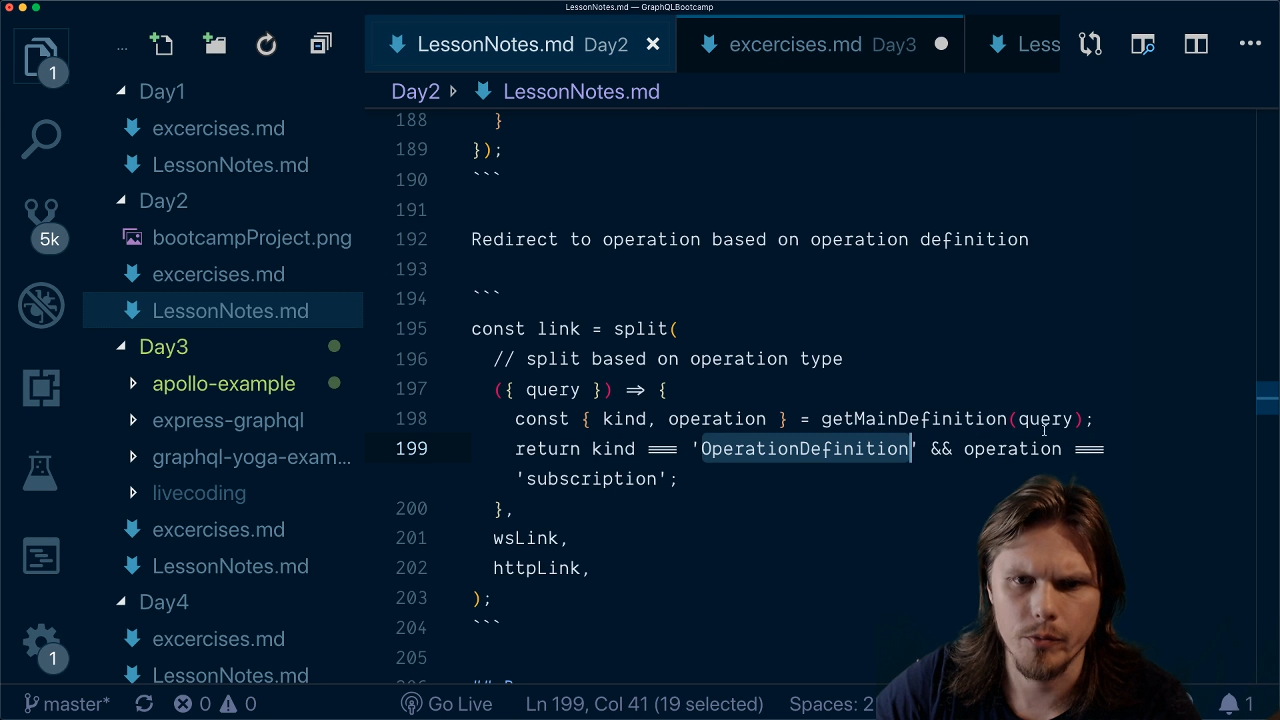 LessonNotes.md — GraphQLBootcamp
...
LessonNotes.md Day2
excercises.md Day3
Less
Day2 LessonNotes.md
1
5k
1
Day1
excercises.md
LessonNotes.md
Day2
bootcampProject.png
excercises.md
LessonNotes.md
Day3
apollo-example
express-graphql
graphql-yoga-exam...
livecoding
excercises.md
LessonNotes.md
Day4
excercises.md
LessonNotes.md
188 }
189 });
190 ```
191
192 Redirect to operation based on operation definition
193
194 ```
195 const link = split(
196 // split based on operation type
197 ({ query }) => {
198 const { kind, operation } = getMainDefinition(query);
199 return kind === 'OperationDefinition' && operation ===
'subscription';
200 },
201 wsLink,
202 httpLink,
203 );
204 ```
205
master* 0 0 Go Live Ln 199, Col 41 (19 selected) Spaces: 2 1